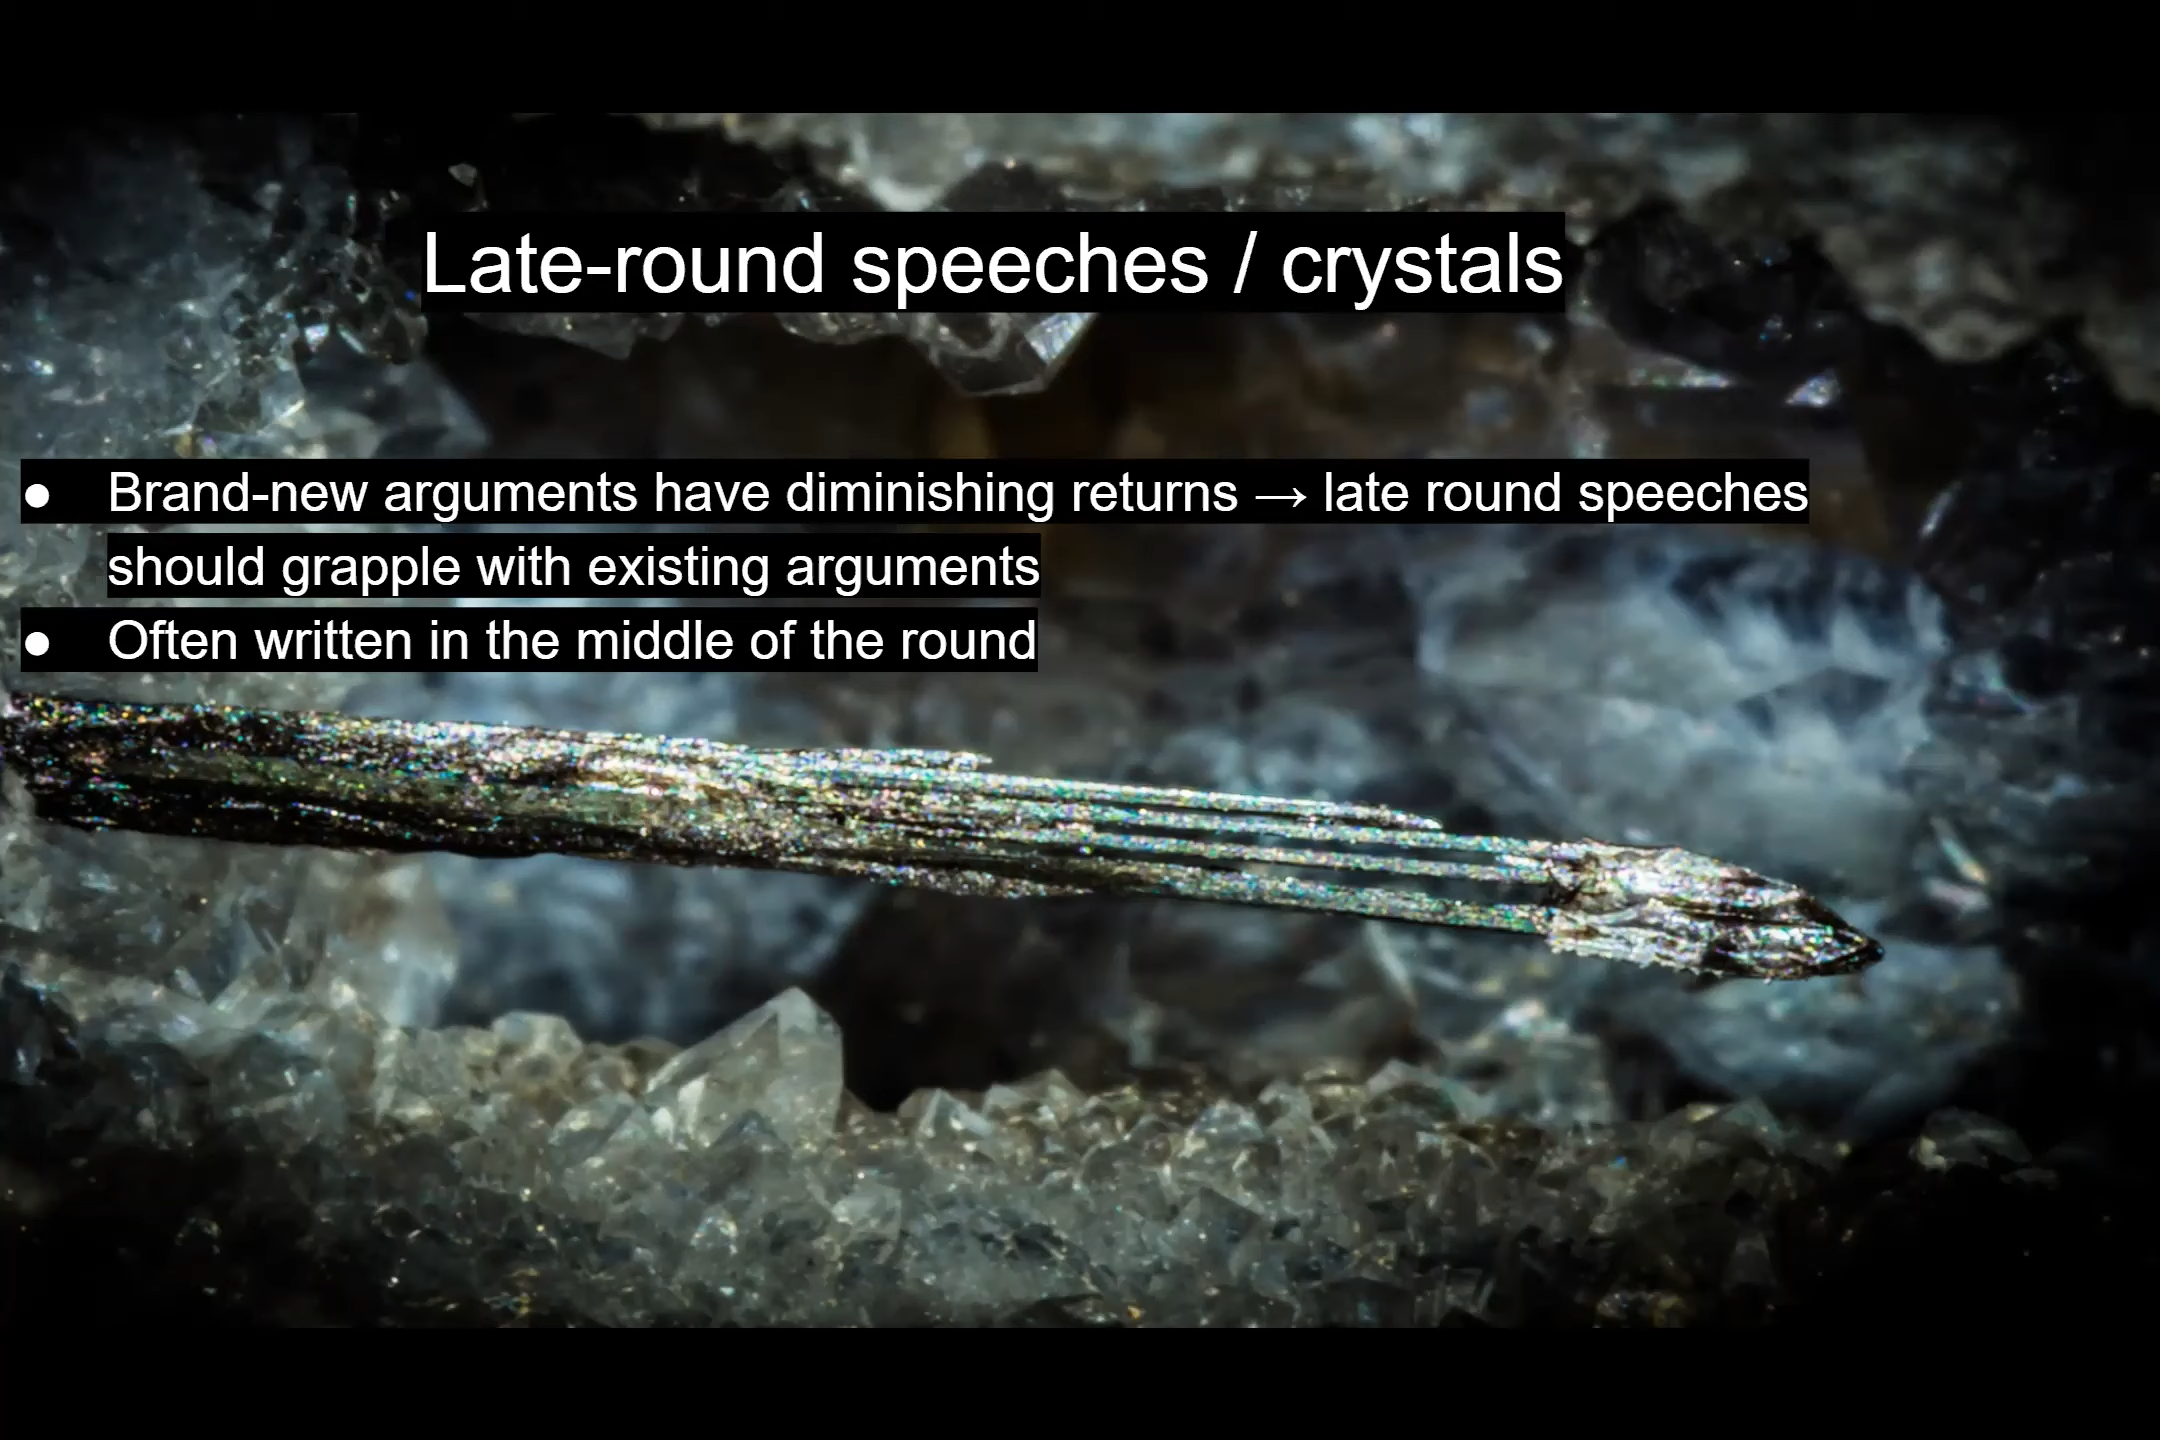 Late-round speeches / crystals
● Brand-new arguments have diminishing returns → late round speeches
should grapple with existing arguments
● Often written in the middle of the round